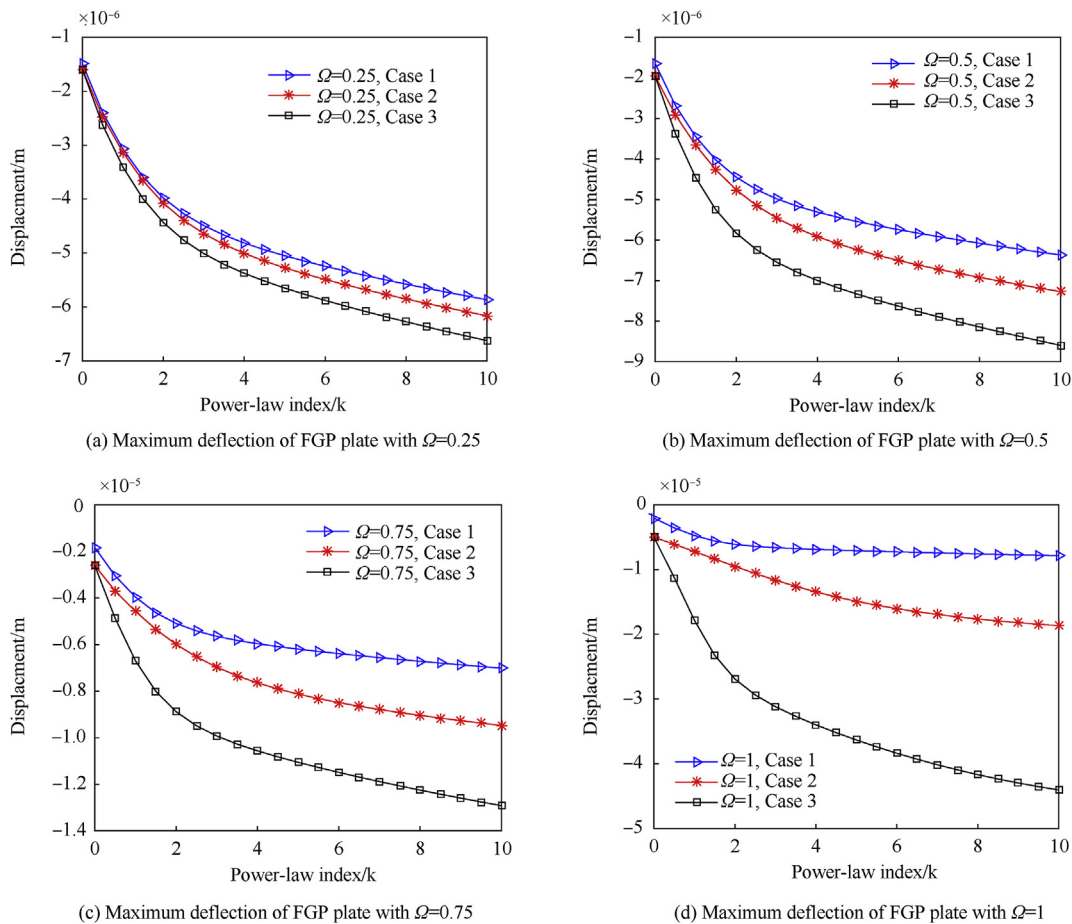 ×10⁻⁶
−1
−2
−3
−4
−5
−6
−7
0 2 4 6 8 10
Displacment/m
Power-law index/k
Ω=0.25, Case 1
Ω=0.25, Case 2
Ω=0.25, Case 3
(a) Maximum deflection of FGP plate with Ω=0.25
×10⁻⁶
−1
−2
−3
−4
−5
−6
−7
−8
−9
0 2 4 6 8 10
Displacment/m
Power-law index/k
Ω=0.5, Case 1
Ω=0.5, Case 2
Ω=0.5, Case 3
(b) Maximum deflection of FGP plate with Ω=0.5
×10⁻⁵
0
−0.2
−0.4
−0.6
−0.8
−1.0
−1.2
−1.4
0 2 4 6 8 10
Displacment/m
Power-law index/k
Ω=0.75, Case 1
Ω=0.75, Case 2
Ω=0.75, Case 3
(c) Maximum deflection of FGP plate with Ω=0.75
×10⁻⁵
0
−1
−2
−3
−4
−5
0 2 4 6 8 10
Displacment/m
Power-law index/k
Ω=1, Case 1
Ω=1, Case 2
Ω=1, Case 3
(d) Maximum deflection of FGP plate with Ω=1